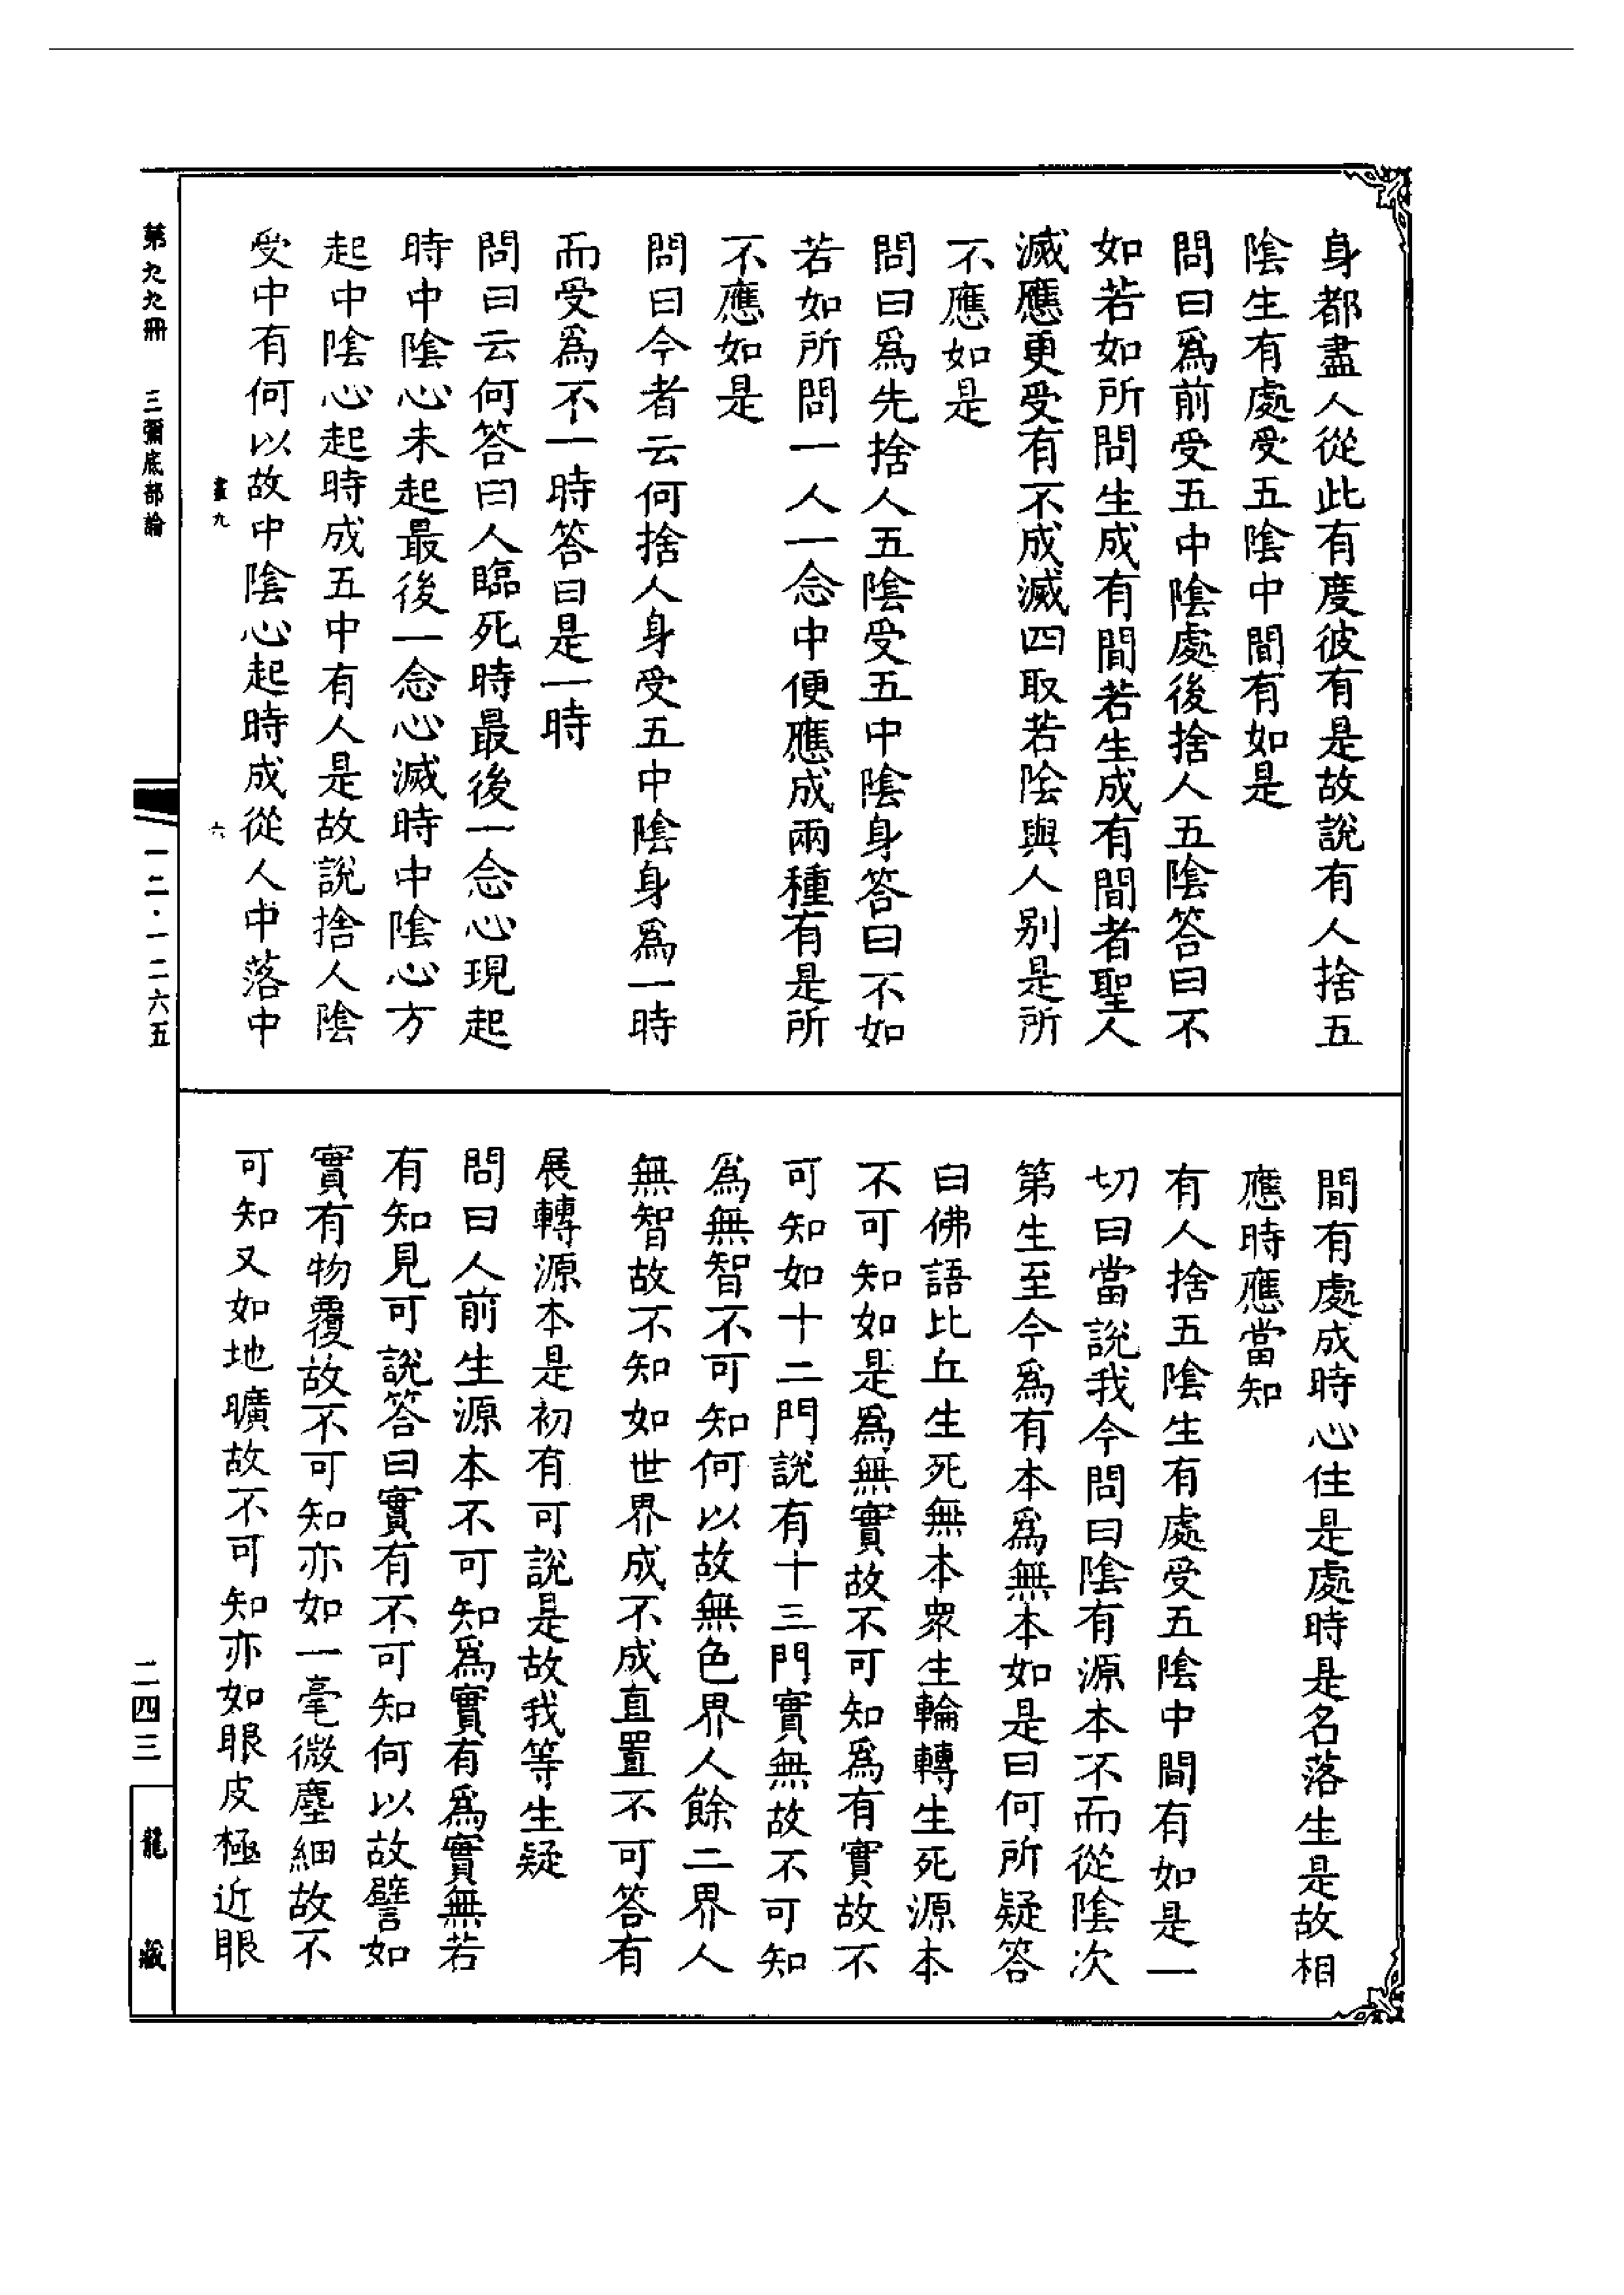 身都盡人從此有度彼有是故說有人捨五
陰生有處受五陰中間有如是
問曰爲前受五中陰處後捨人五陰答曰不
如若如所問生成有間若生成有間者聖人
滅應更受有不成滅四取若陰與人別是所
不應如是
問曰爲先捨人五陰受五中陰身答曰不如
若如所問一人一念中便應成兩種有是所
不應如是
問曰今者云何捨人身受五中陰身爲一時
而受爲不一時答曰是一時
問曰云何答曰人臨死時最後一念心現起
時中陰心未起最後一念心滅時中陰心方
起中陰心起時成五中有人是故說捨人陰
受中有何以故中陰心起時成從人中落中
間有處成時心住是處時是名落生是故相
應時應當知
有人捨五陰生有處受五陰中間有如是一
切曰當說我今問曰陰有源本不而從陰次
第生至今爲有本爲無本如是曰何所疑答
曰佛語比丘生死無本衆生輪轉生死源本
不可知如是爲無實故不可知爲有實故不
可知如十二門說有十三門實無故不可知
爲無智不可知何以故無色界人餘二界人
無智故不知如世界成不成直置不可答有
展轉源本是初有可說是故我等生疑
問曰人前生源本不可知爲實有爲實無若
有知見可說答曰實有不可知何以故譬如
實有物覆故不可知亦如一毫微塵細故不
可知又如地曠故不可知亦如眼皮極近眼
第九九冊 三彌底部論
畫九 六
一二·一二六五
二四三
龍藏